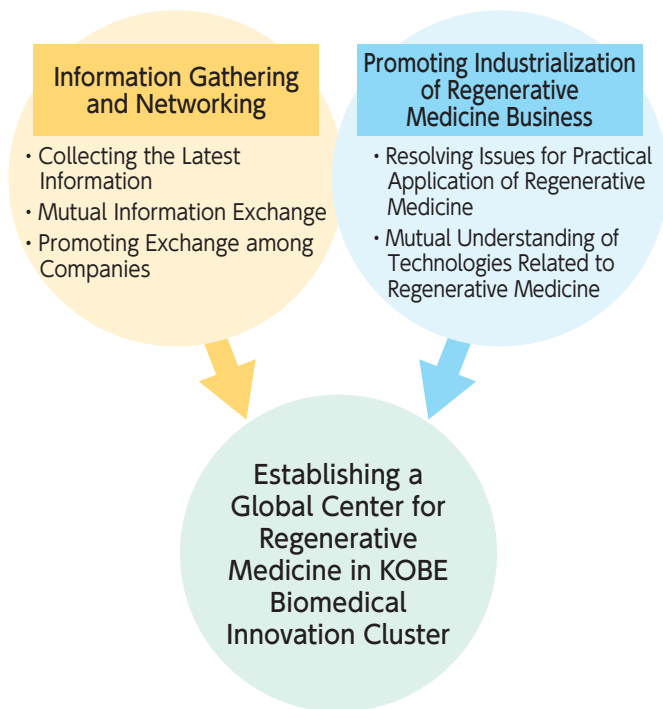 Information Gathering
and Networking
・Collecting the Latest
Information
・Mutual Information Exchange
・Promoting Exchange among
Companies
Promoting Industrialization
of Regenerative
Medicine Business
・Resolving Issues for Practical
Application of Regenerative
Medicine
・Mutual Understanding of
Technologies Related to
Regenerative Medicine
Establishing a
Global Center for
Regenerative
Medicine in KOBE
Biomedical
Innovation Cluster